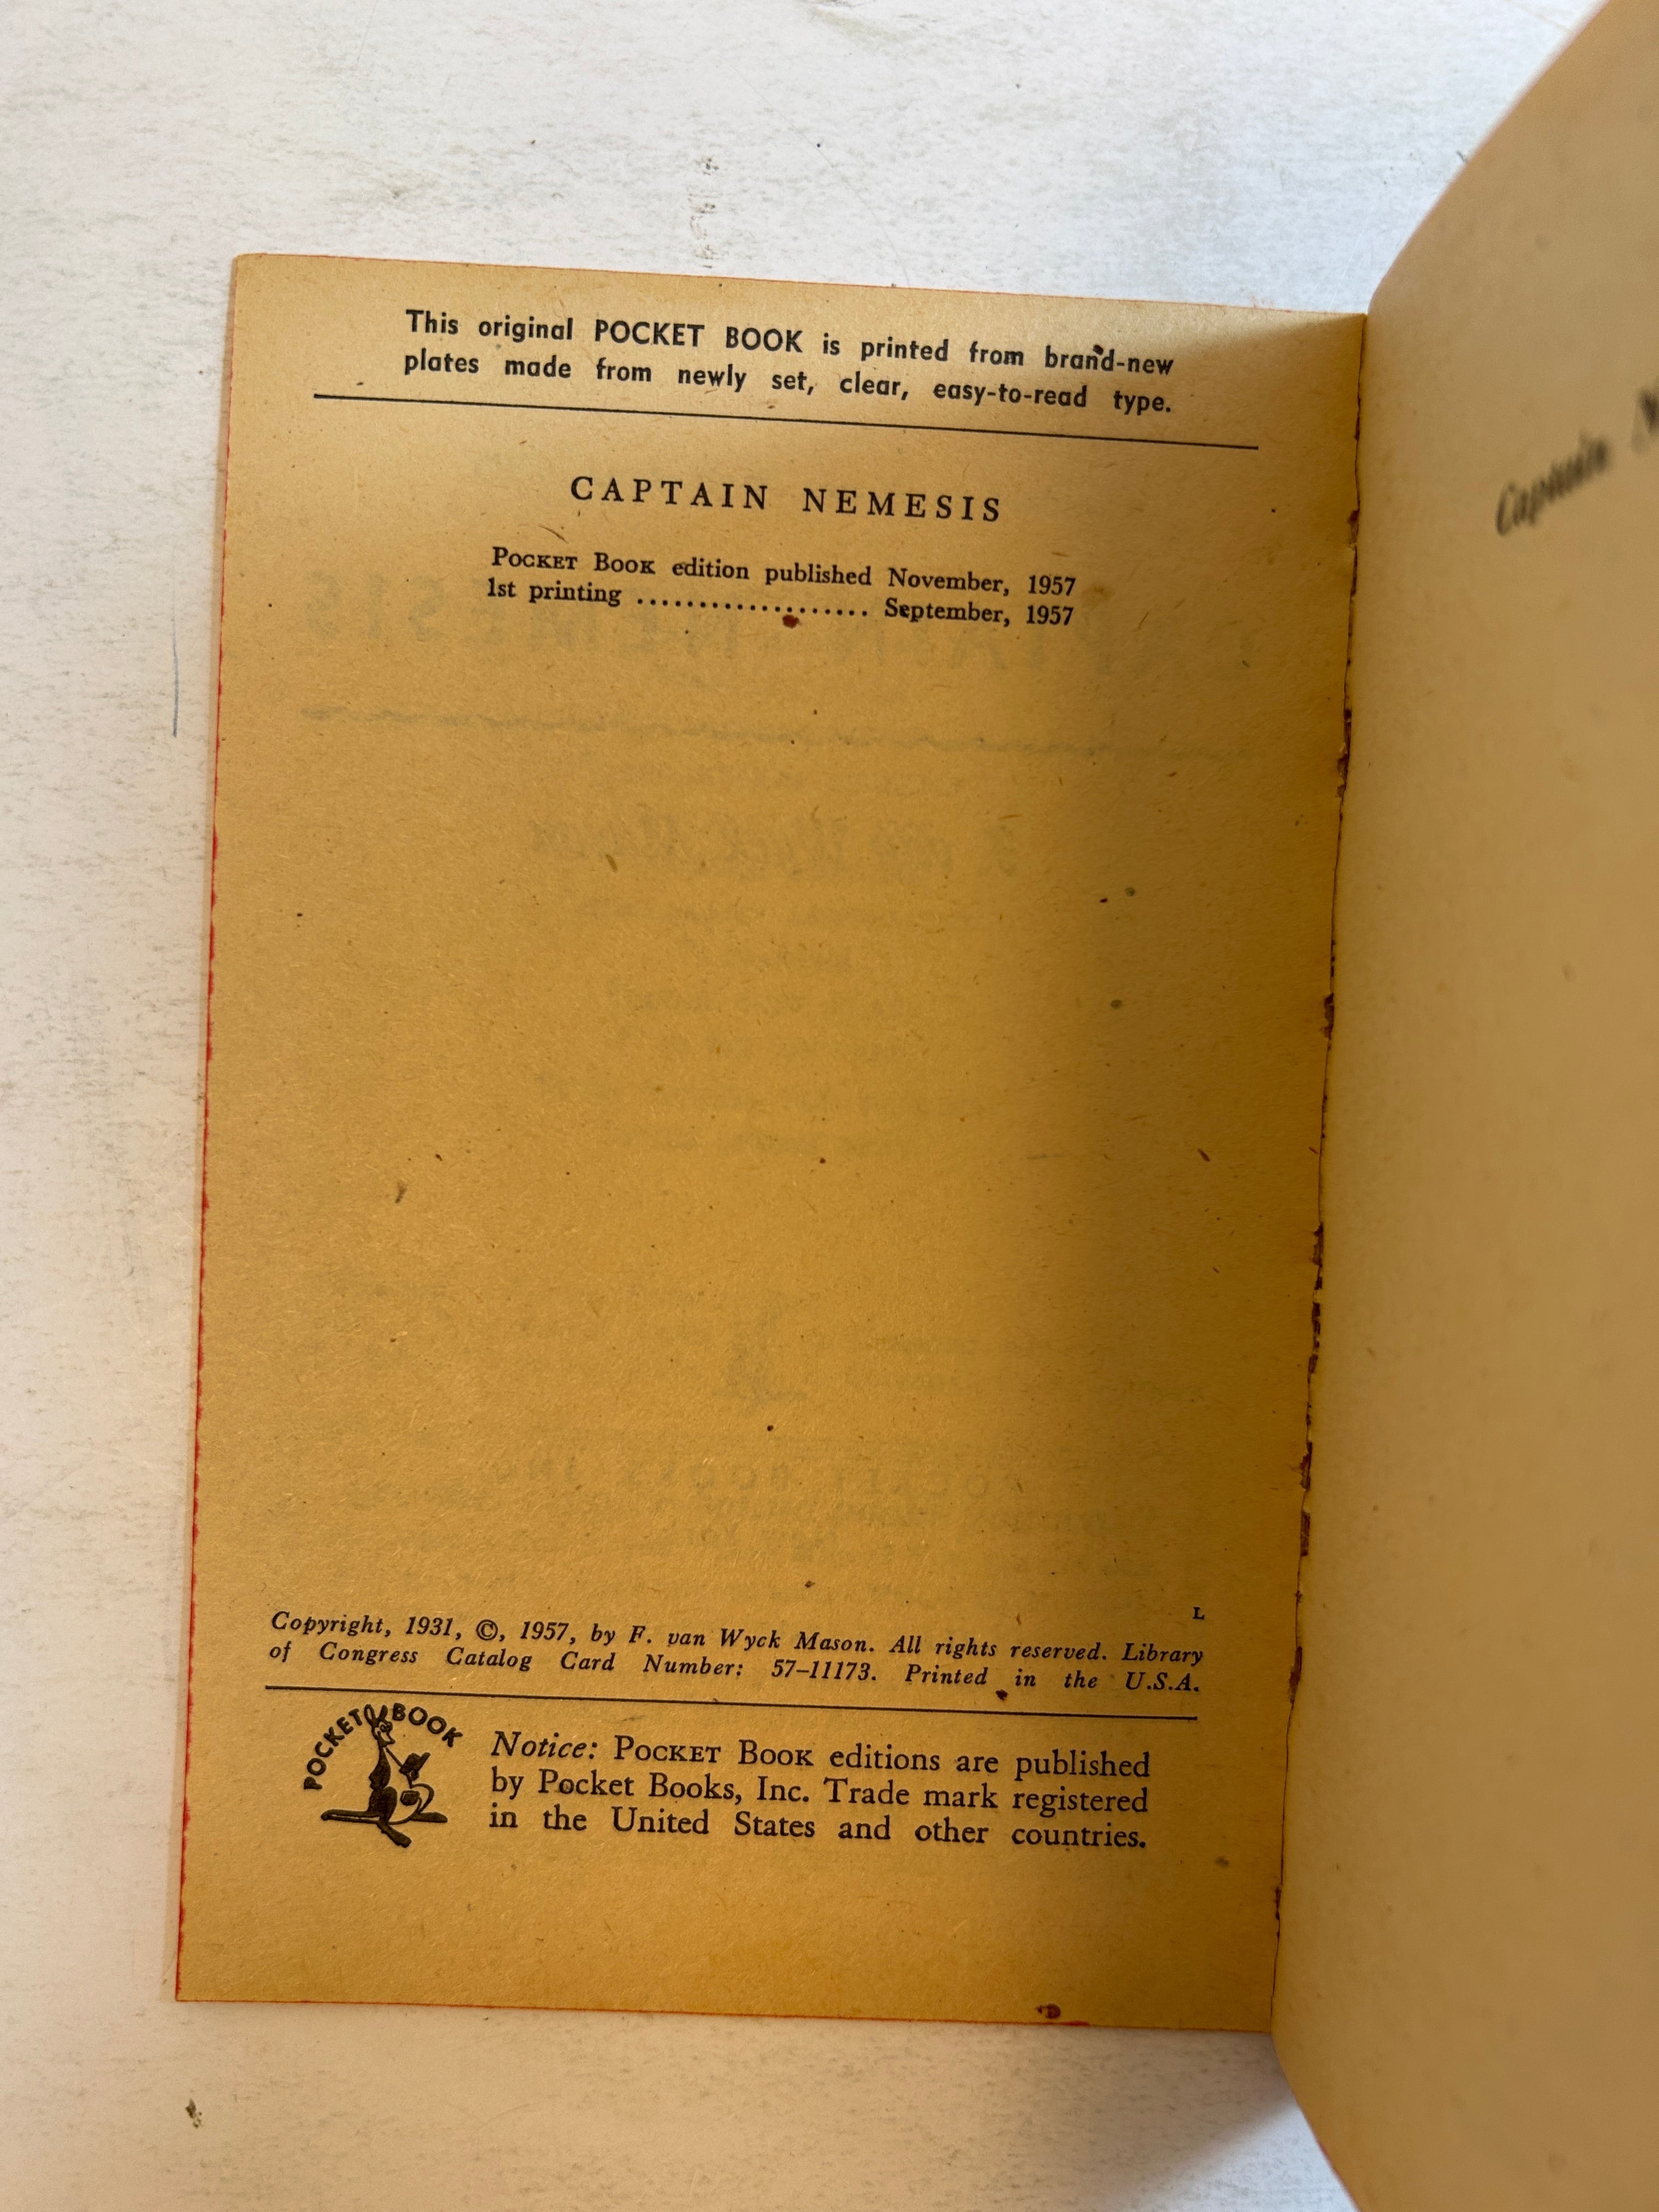 This original POCKET BOOK is printed from brand-new
plates made from newly set, clear, easy-to-read type.
CAPTAIN NEMESIS
POCKET BOOK edition published November, 1957
1st printing ................... September, 1957
L
Copyright, 1931, ©, 1957, by F. van Wyck Mason. All rights reserved. Library
of Congress Catalog Card Number: 57–11173. Printed in the U.S.A.
POCKET BOOK
Notice: POCKET BOOK editions are published
by Pocket Books, Inc. Trade mark registered
in the United States and other countries.
Captain